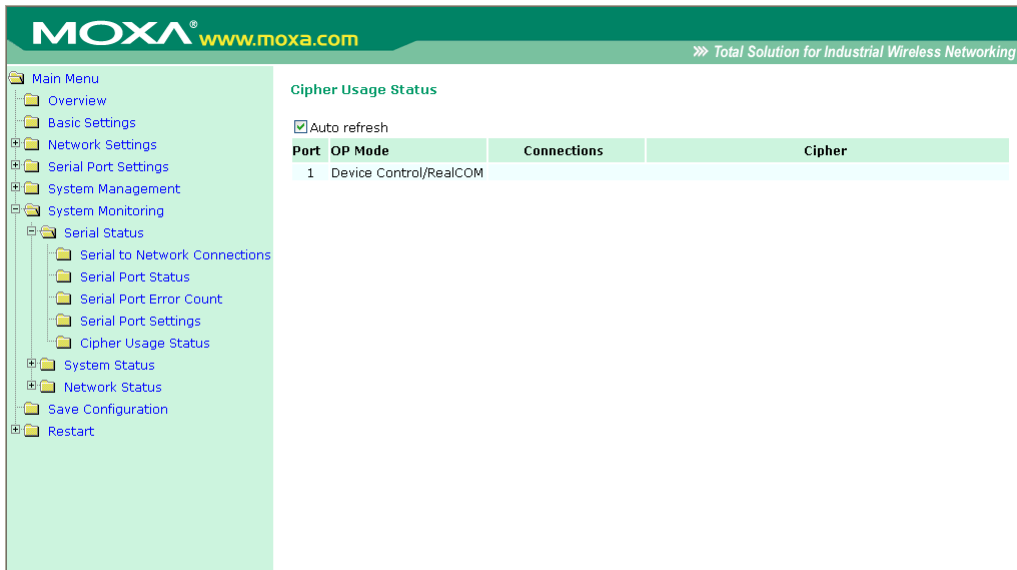 MOXA® www.moxa.com
Total Solution for Industrial Wireless Networking
Main Menu
Overview
Basic Settings
Network Settings
Serial Port Settings
System Management
System Monitoring
Serial Status
Serial to Network Connections
Serial Port Status
Serial Port Error Count
Serial Port Settings
Cipher Usage Status
System Status
Network Status
Save Configuration
Restart
Cipher Usage Status
Auto refresh
Port OP Mode Connections Cipher
1 Device Control/RealCOM